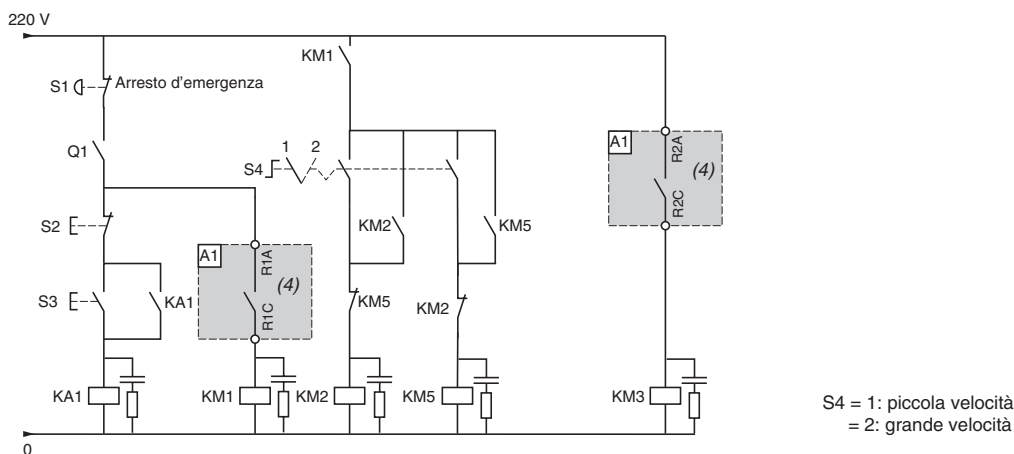 220 V
KM1
S1
Arresto d'emergenza
Q1
1
2
S4
A1
R2A
(4)
R2C
S2
KM2
KM5
A1
R1A
(4)
R1C
S3
KA1
KM5
KM2
KA1
KM1
KM2
KM5
KM3
S4 = 1: piccola velocità
= 2: grande velocità
0